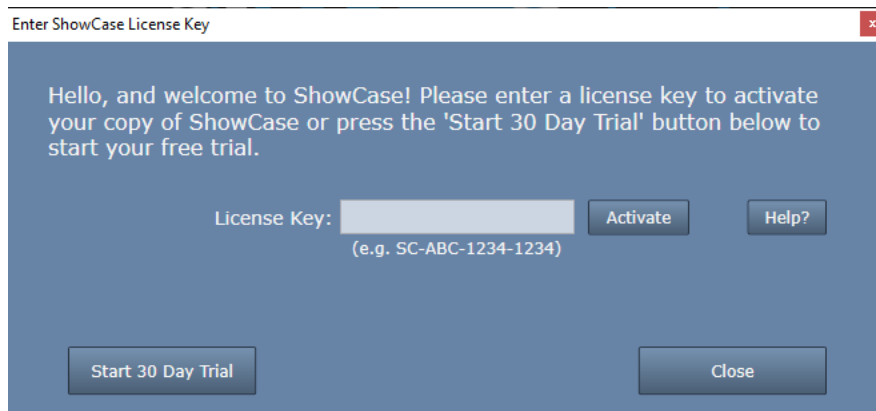 Enter ShowCase License Key
x
Hello, and welcome to ShowCase! Please enter a license key to activate
your copy of ShowCase or press the 'Start 30 Day Trial' button below to
start your free trial.
License Key:
Activate
Help?
(e.g. SC-ABC-1234-1234)
Start 30 Day Trial
Close